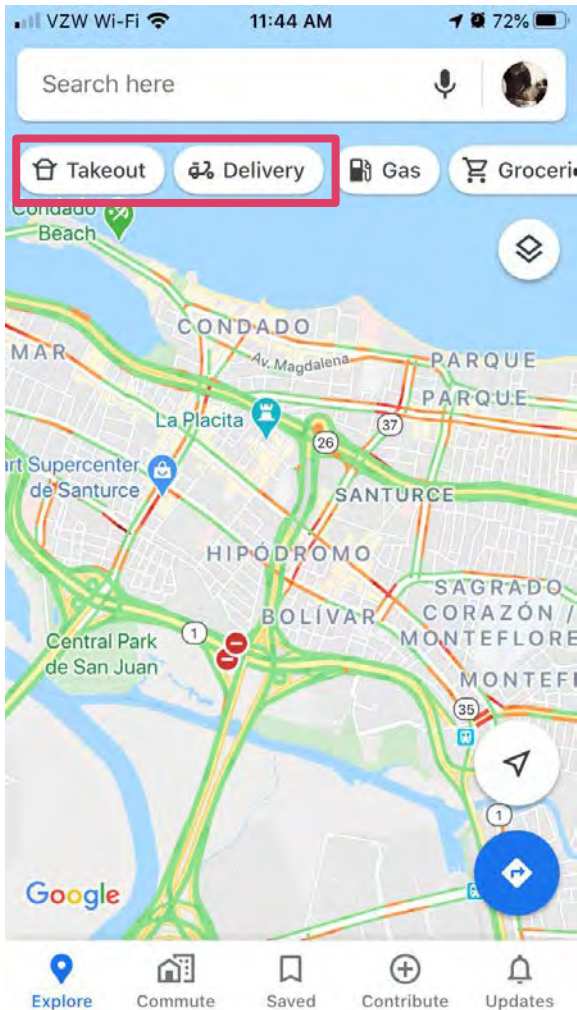 VZW Wi-Fi 11:44 AM 72%
Search here
Takeout Delivery Gas Groceri
Condado
Beach
CONDADO
MAR
Av. Magdalena
PARQUE
PARQUE
La Placita
37
26
art Supercenter
de Santurce
SANTURCE
HIPÓDROMO
SAGRADO
CORAZÓN /
MONTEFLORE
BOLÍVAR
1
Central Park
de San Juan
MONTEFI
35
1
Google
Explore Commute Saved Contribute Updates